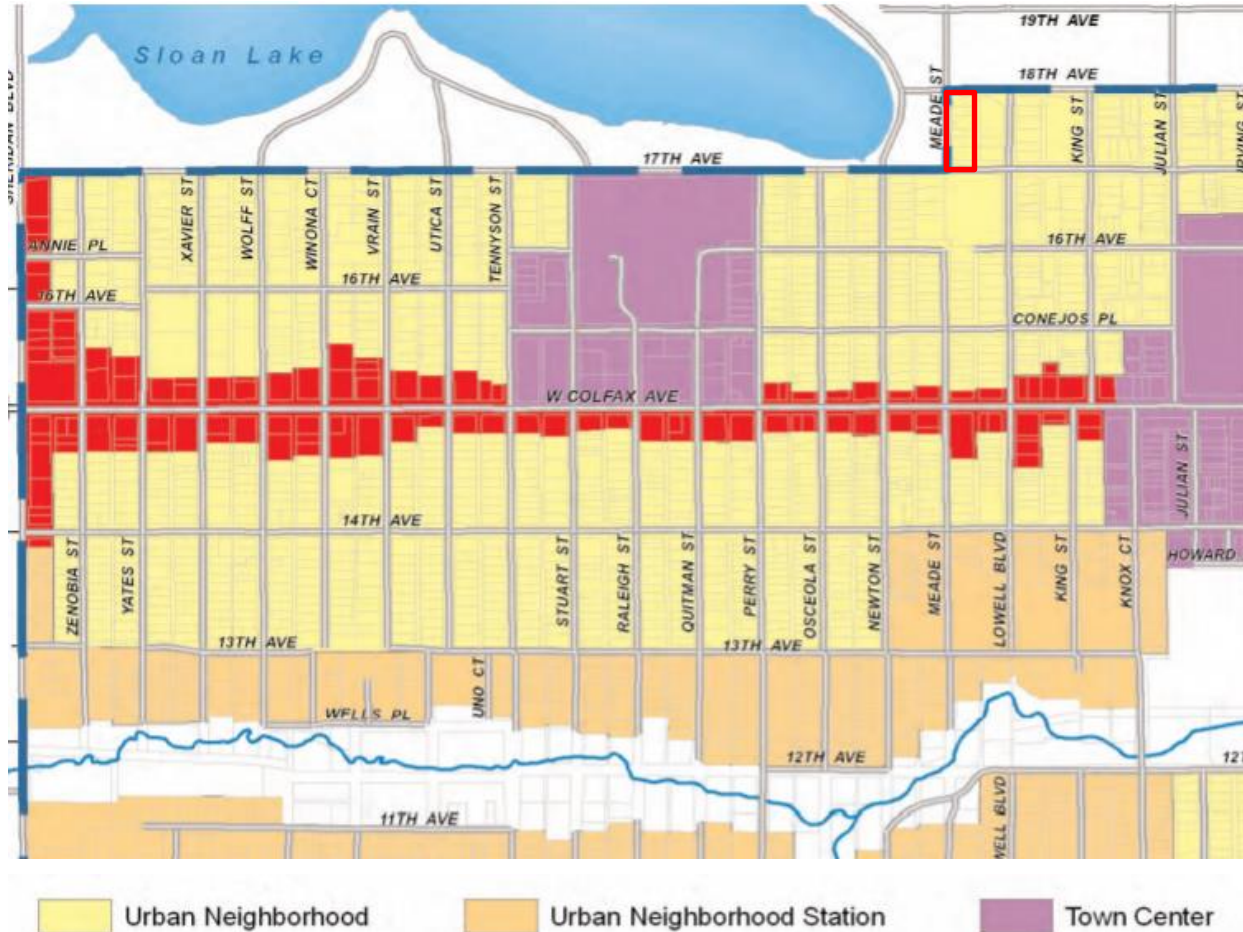 19TH AVE
Sloan Lake
18TH AVE
SHERIDAN BLVD
MEADE ST
KING ST
JULIAN ST
IRVING ST
17TH AVE
XAVIER ST
WOLFF ST
WINONA CT
VRAIN ST
UTICA ST
TENNYSON ST
ANNIE PL
16TH AVE
16TH AVE
16TH AVE
CONEJOS PL
W COLFAX AVE
14TH AVE
JULIAN ST
HOWARD
ZENOBIA ST
YATES ST
STUART ST
RALEIGH ST
QUITMAN ST
PERRY ST
OSCEOLA ST
NEWTON ST
MEADE ST
LOWELL BLVD
KING ST
KNOX CT
13TH AVE
13TH AVE
UNO CT
WELLS PL
12TH AVE
12T
11TH AVE
WELL BLVD
Urban Neighborhood
Urban Neighborhood Station
Town Center